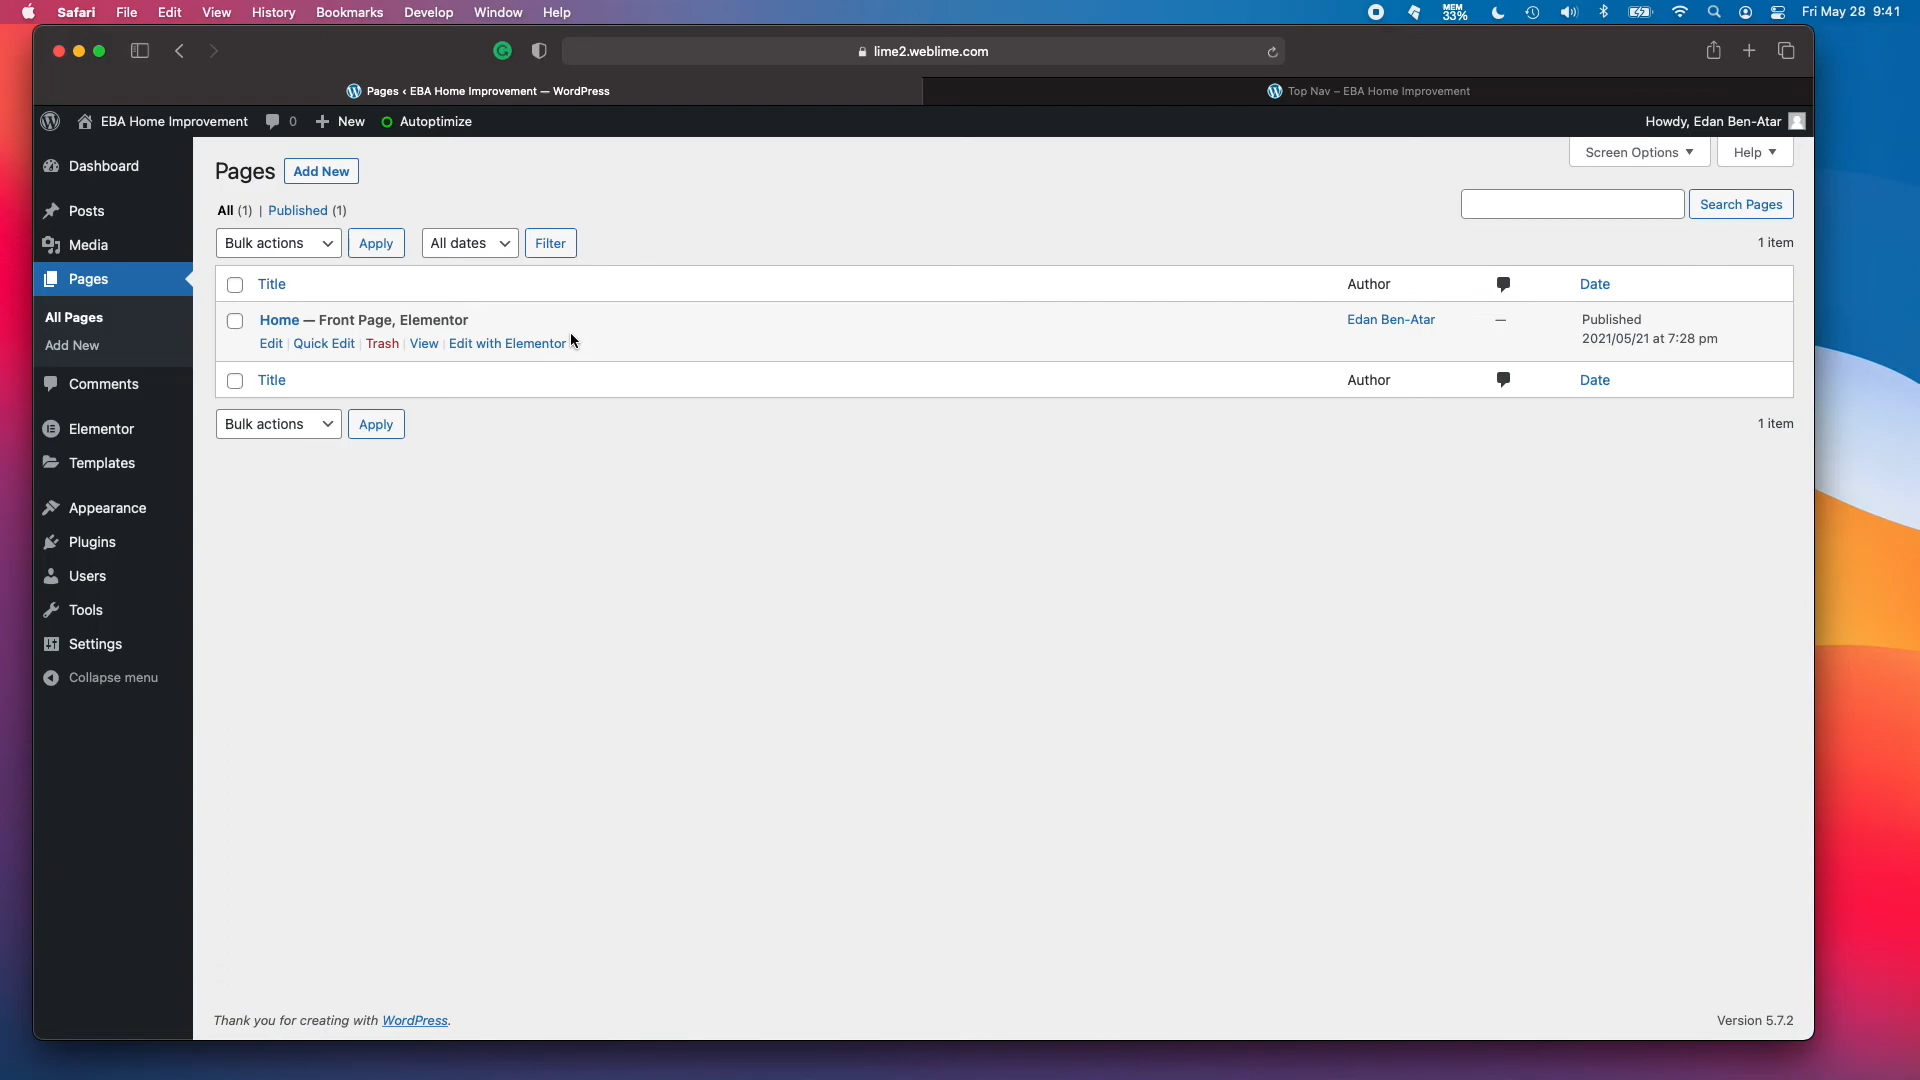 Safari File Edit View History Bookmarks Develop Window Help MEM 33% Fri May 28 9:41
lime2.weblime.com
Pages ‹ EBA Home Improvement — WordPress Top Nav – EBA Home Improvement
EBA Home Improvement 0 New Autoptimize Howdy, Edan Ben-Atar
Dashboard
Posts
Media
Pages
All Pages
Add New
Comments
Elementor
Templates
Appearance
Plugins
Users
Tools
Settings
Collapse menu
Screen Options Help
Pages Add New
All (1) | Published (1)
Search Pages
Bulk actions Apply All dates Filter 1 item
Title Author Date
Home — Front Page, Elementor Edan Ben-Atar — Published
Edit | Quick Edit | Trash | View | Edit with Elementor 2021/05/21 at 7:28 pm
Title Author Date
Bulk actions Apply 1 item
Thank you for creating with WordPress. Version 5.7.2